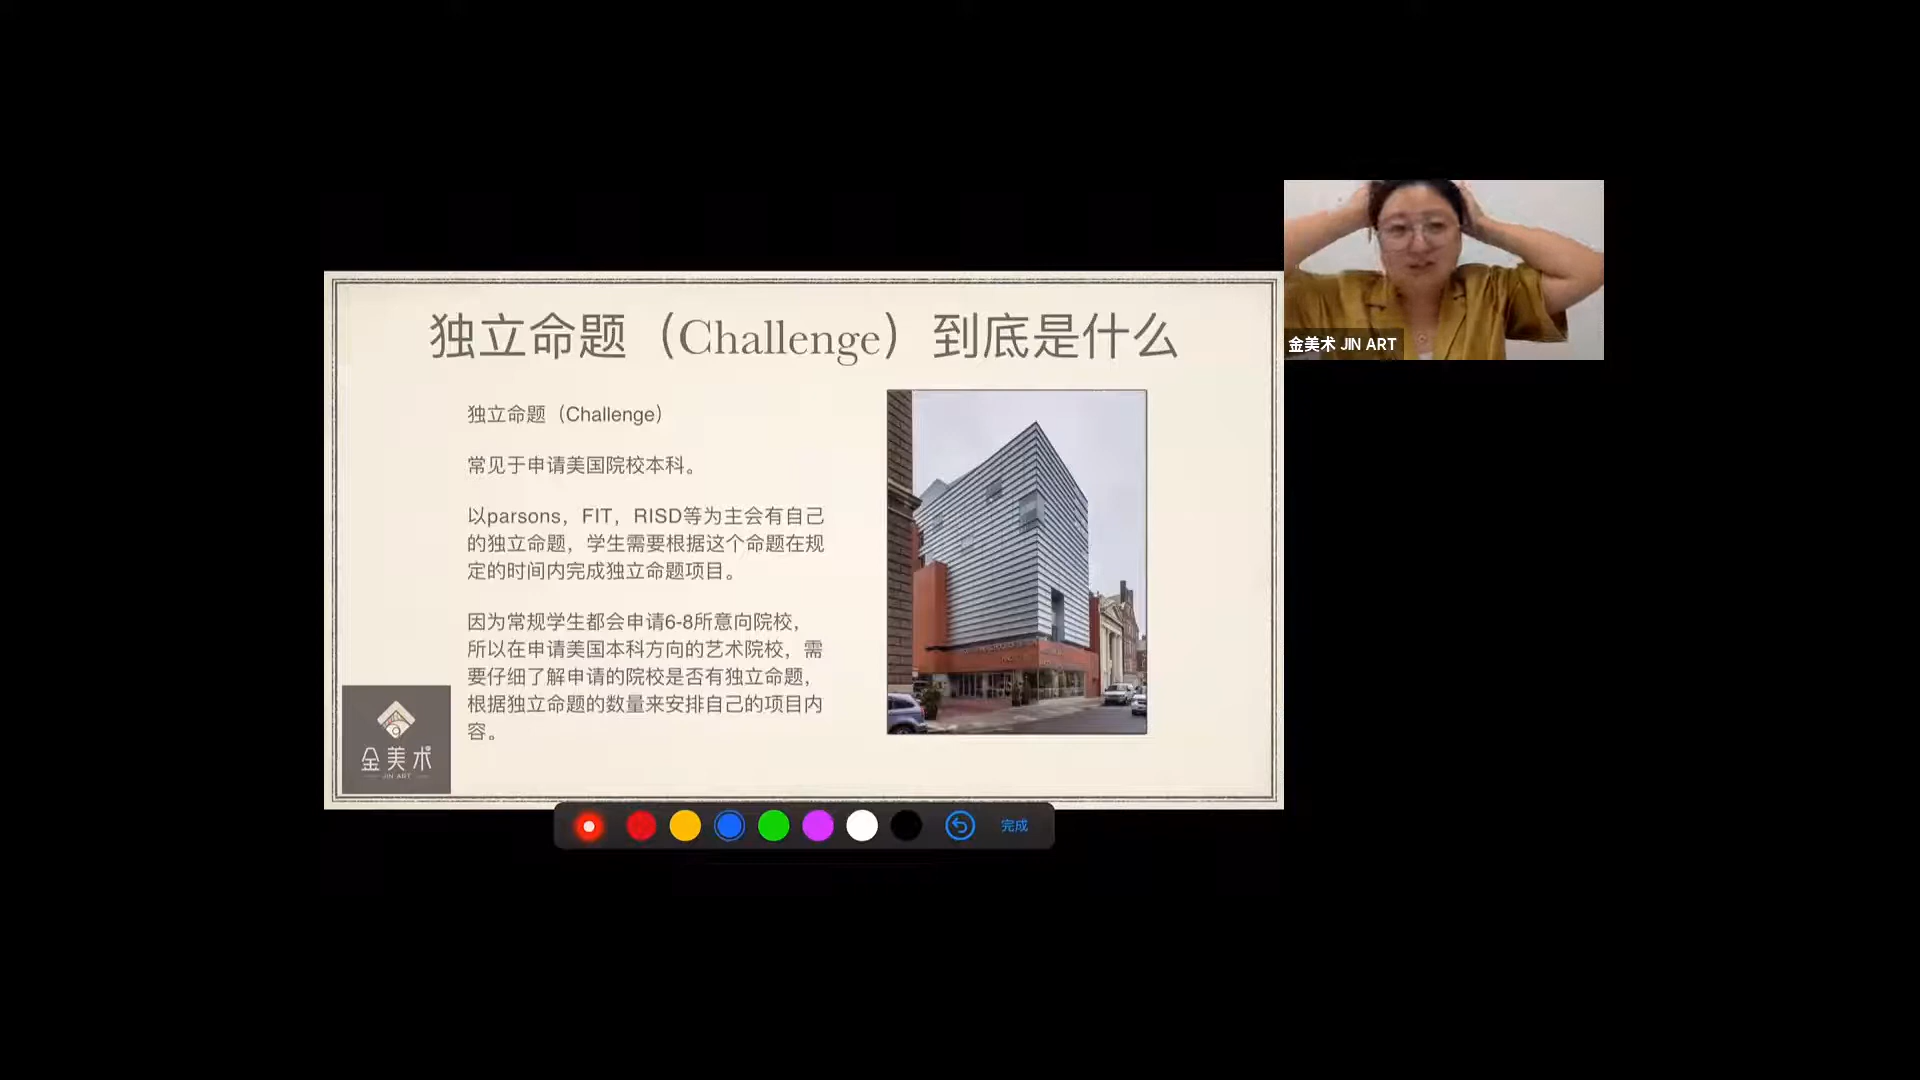 独立命题（Challenge）到底是什么
独立命题（Challenge）
常见于申请美国院校本科。
以parsons，FIT，RISD等为主会有自己
的独立命题，学生需要根据这个命题在规
定的时间内完成独立命题项目。
因为常规学生都会申请6-8所意向院校，
所以在申请美国本科方向的艺术院校，需
要仔细了解申请的院校是否有独立命题，
根据独立命题的数量来安排自己的项目内
容。
金美术
JIN ART
金美术 JIN ART
完成